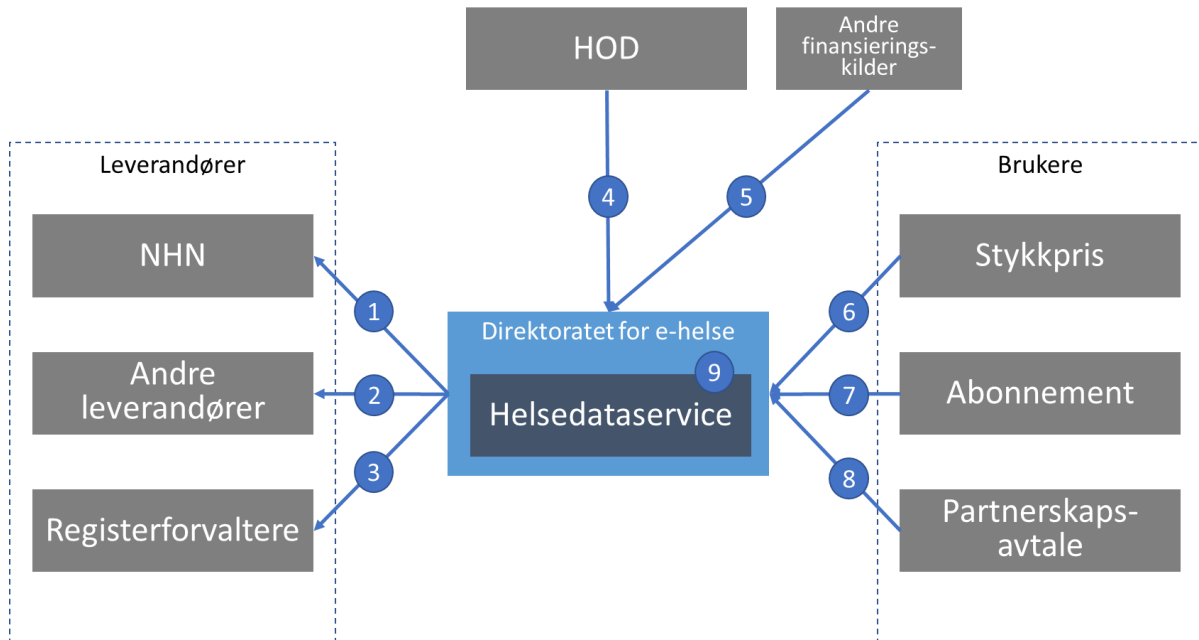 HOD
Andre
finansierings-
kilder
Leverandører
Brukere
4
5
NHN
Stykkpris
1
6
Direktoratet for e-helse
9
Andre
leverandører
2
Helsedataservice
7
Abonnement
3
8
Registerforvaltere
Partnerskaps-
avtale